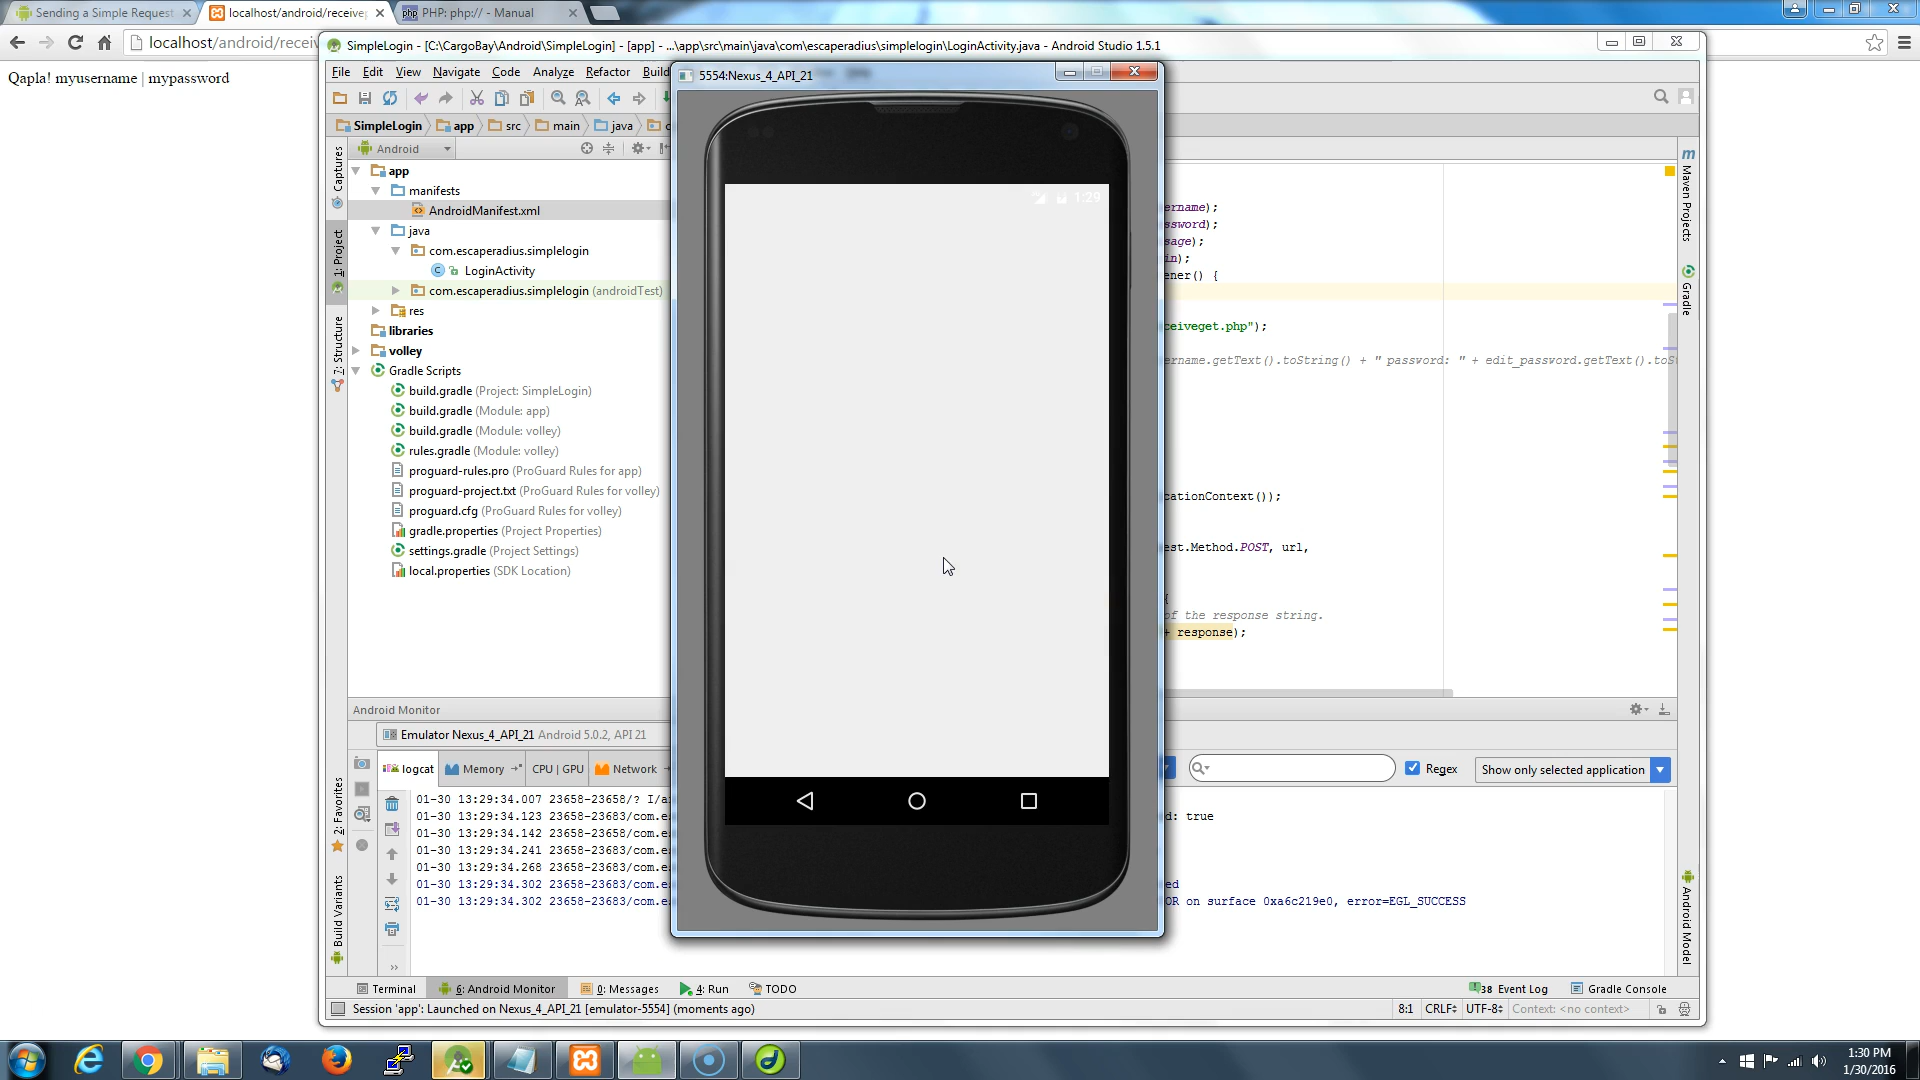 Sending a Simple Request
localhost/android/receive
PHP: php:// - Manual
localhost/android/recei
Qapla! myusername | mypassword
SimpleLogin - [C:\CargoBay\Android\SimpleLogin] - [app] - ...\app\src\main\java\com\escaperadius\simplelogin\LoginActivity.java - Android Studio 1.5.1
File Edit View Navigate Code Analyze Refactor Build
5554:Nexus_4_API_21
SimpleLogin app src main java
Android
app
manifests
AndroidManifest.xml
java
com.escaperadius.simplelogin
LoginActivity
com.escaperadius.simplelogin (androidTest)
res
libraries
volley
Gradle Scripts
build.gradle (Project: SimpleLogin)
build.gradle (Module: app)
build.gradle (Module: volley)
rules.gradle (Module: volley)
proguard-rules.pro (ProGuard Rules for app)
proguard-project.txt (ProGuard Rules for volley)
proguard.cfg (ProGuard Rules for volley)
gradle.properties (Project Properties)
settings.gradle (Project Settings)
local.properties (SDK Location)
Captures
1: Project
7: Structure
2: Favorites
Build Variants
1:29
ername);
ssword);
sage);
in);
ener() {
ceiveget.php");
ername.getText().toString() + " password: " + edit_password.getText().toS
cationContext());
est.Method.POST, url,
{
of the response string.
+ response);
Maven Projects
Gradle
Android Model
Android Monitor
Emulator Nexus_4_API_21 Android 5.0.2, API 21
logcat Memory CPU | GPU Network
Regex
Show only selected application
01-30 13:29:34.007 23658-23658/? I/a
01-30 13:29:34.123 23658-23683/com.e
d: true
01-30 13:29:34.142 23658-23658/com.e
01-30 13:29:34.241 23658-23683/com.e
01-30 13:29:34.268 23658-23683/com.e
01-30 13:29:34.302 23658-23683/com.e
ed
01-30 13:29:34.302 23658-23683/com.e
OR on surface 0xa6c219e0, error=EGL_SUCCESS
Terminal 6: Android Monitor 0: Messages 4: Run TODO
38 Event Log Gradle Console
Session 'app': Launched on Nexus_4_API_21 [emulator-5554] (moments ago)
8:1 CRLF UTF-8 Context: <no context>
1:30 PM
1/30/2016